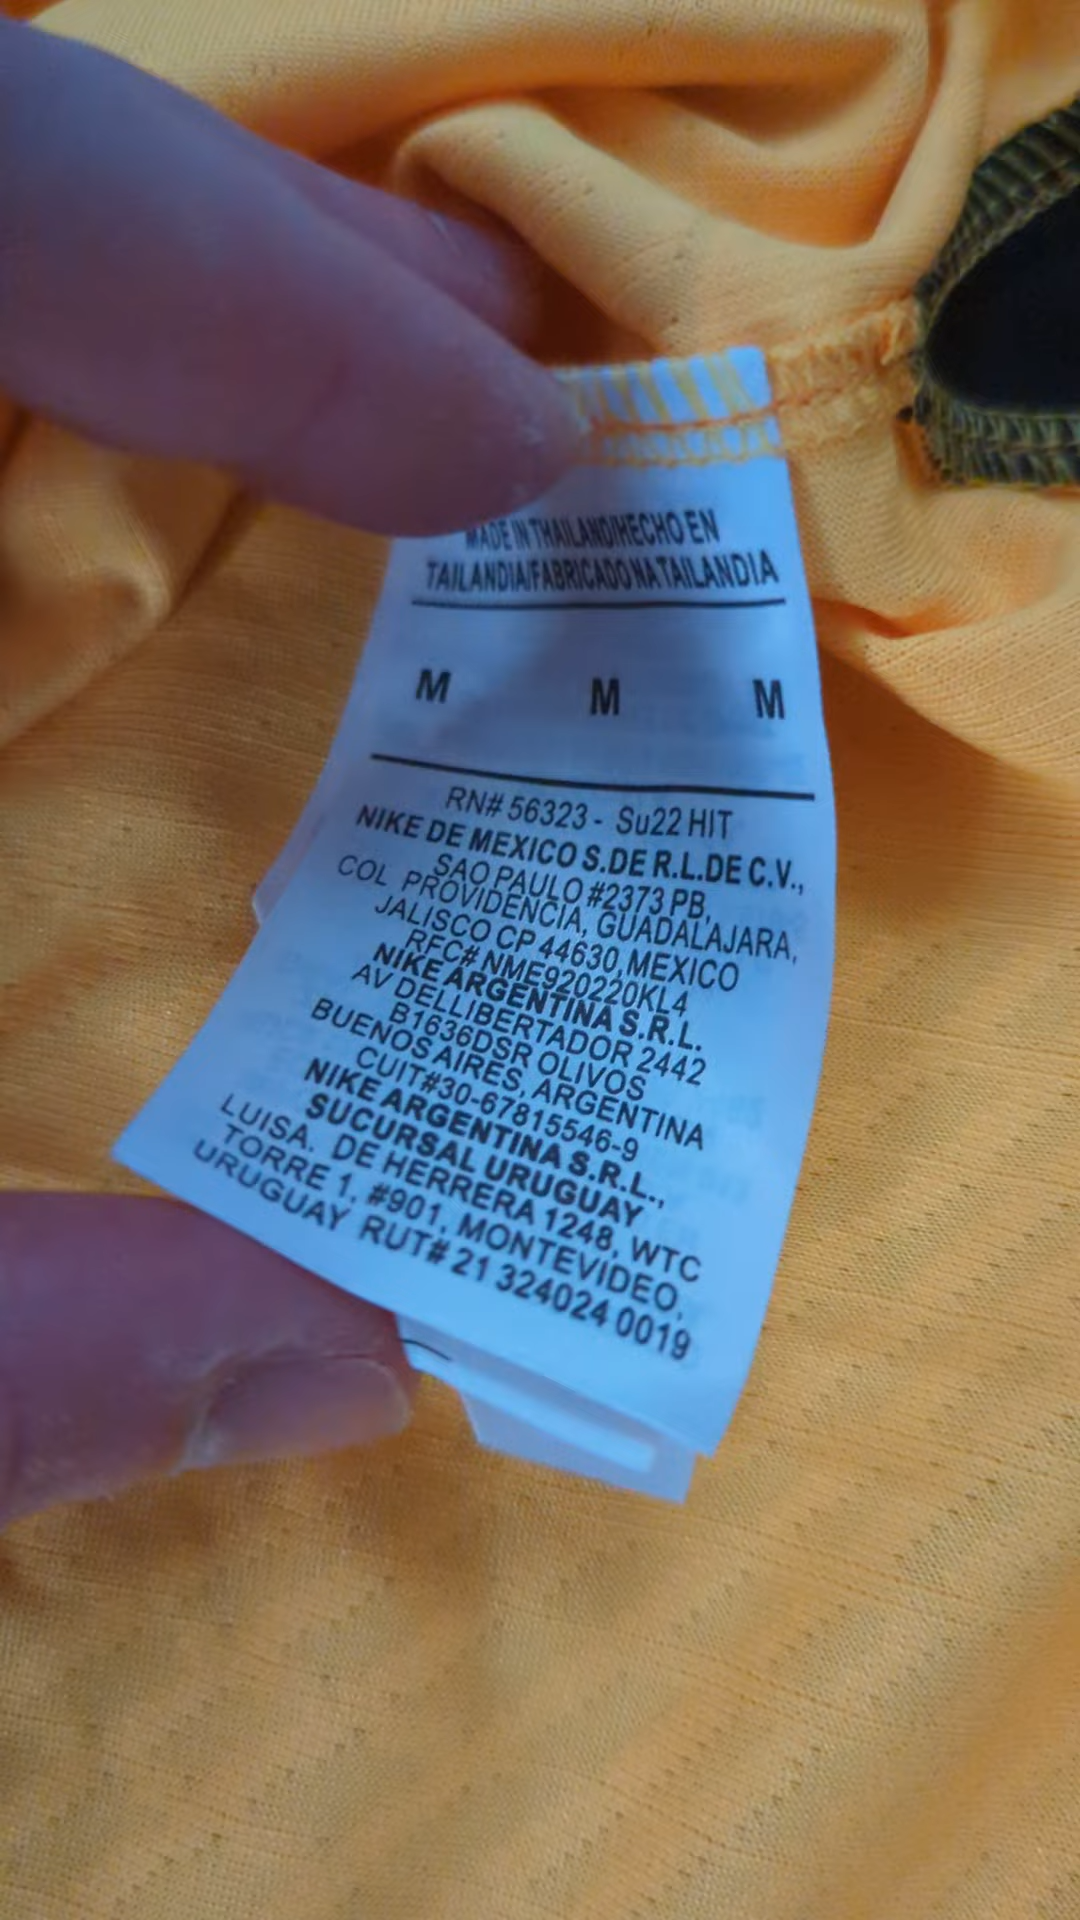 MADE IN THAILAND/HECHO EN
TAILANDIA/FABRICADO NA TAILANDIA
M M M
RN# 56323 - Su22 HIT
NIKE DE MEXICO S.DE R.L.DE C.V.,
SAO PAULO #2373 PB,
COL PROVIDENCIA, GUADALAJARA,
JALISCO CP 44630, MEXICO
RFC# NME920220KL4
NIKE ARGENTINA S.R.L.
AV DELLIBERTADOR 2442
B1636DSR OLIVOS
BUENOS AIRES, ARGENTINA
CUIT#30-67815546-9
NIKE ARGENTINA S.R.L.,
SUCURSAL URUGUAY
LUISA. DE HERRERA 1248, WTC
TORRE 1, #901, MONTEVIDEO,
URUGUAY RUT# 21 324024 0019